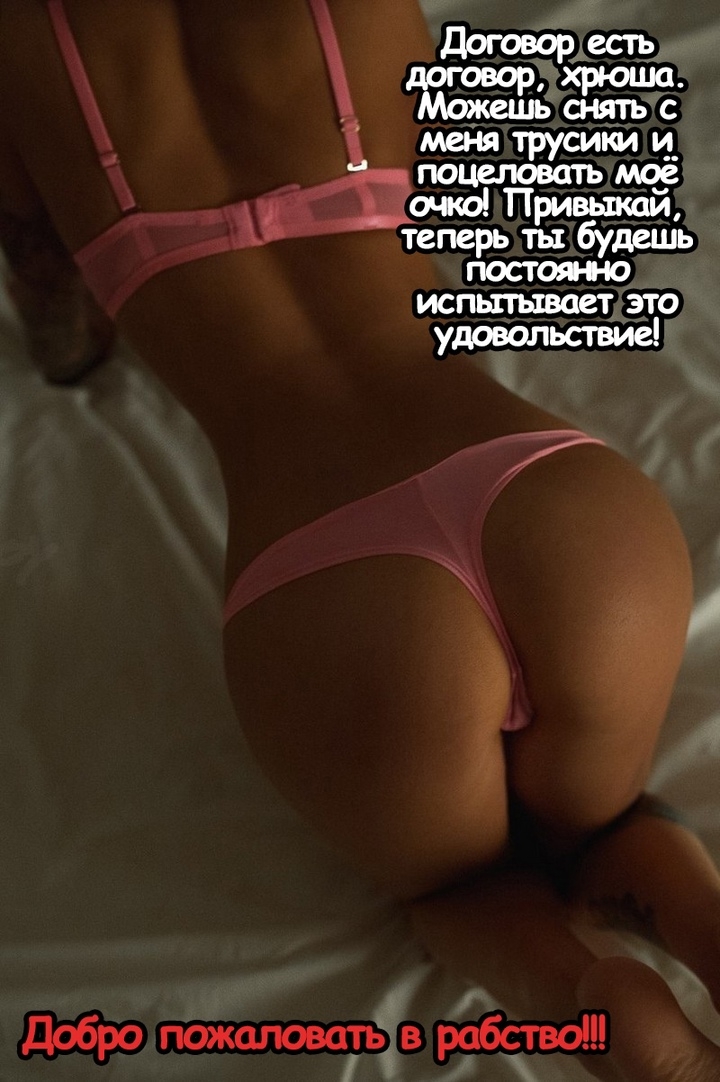 Договор есть
договор, хрюша.
Можешь снять с
меня трусики и
поцеловать моё
очко! Привыкай,
теперь ты будешь
постоянно
испытывает это
удовольствие!
Добро пожаловать в рабство!!!